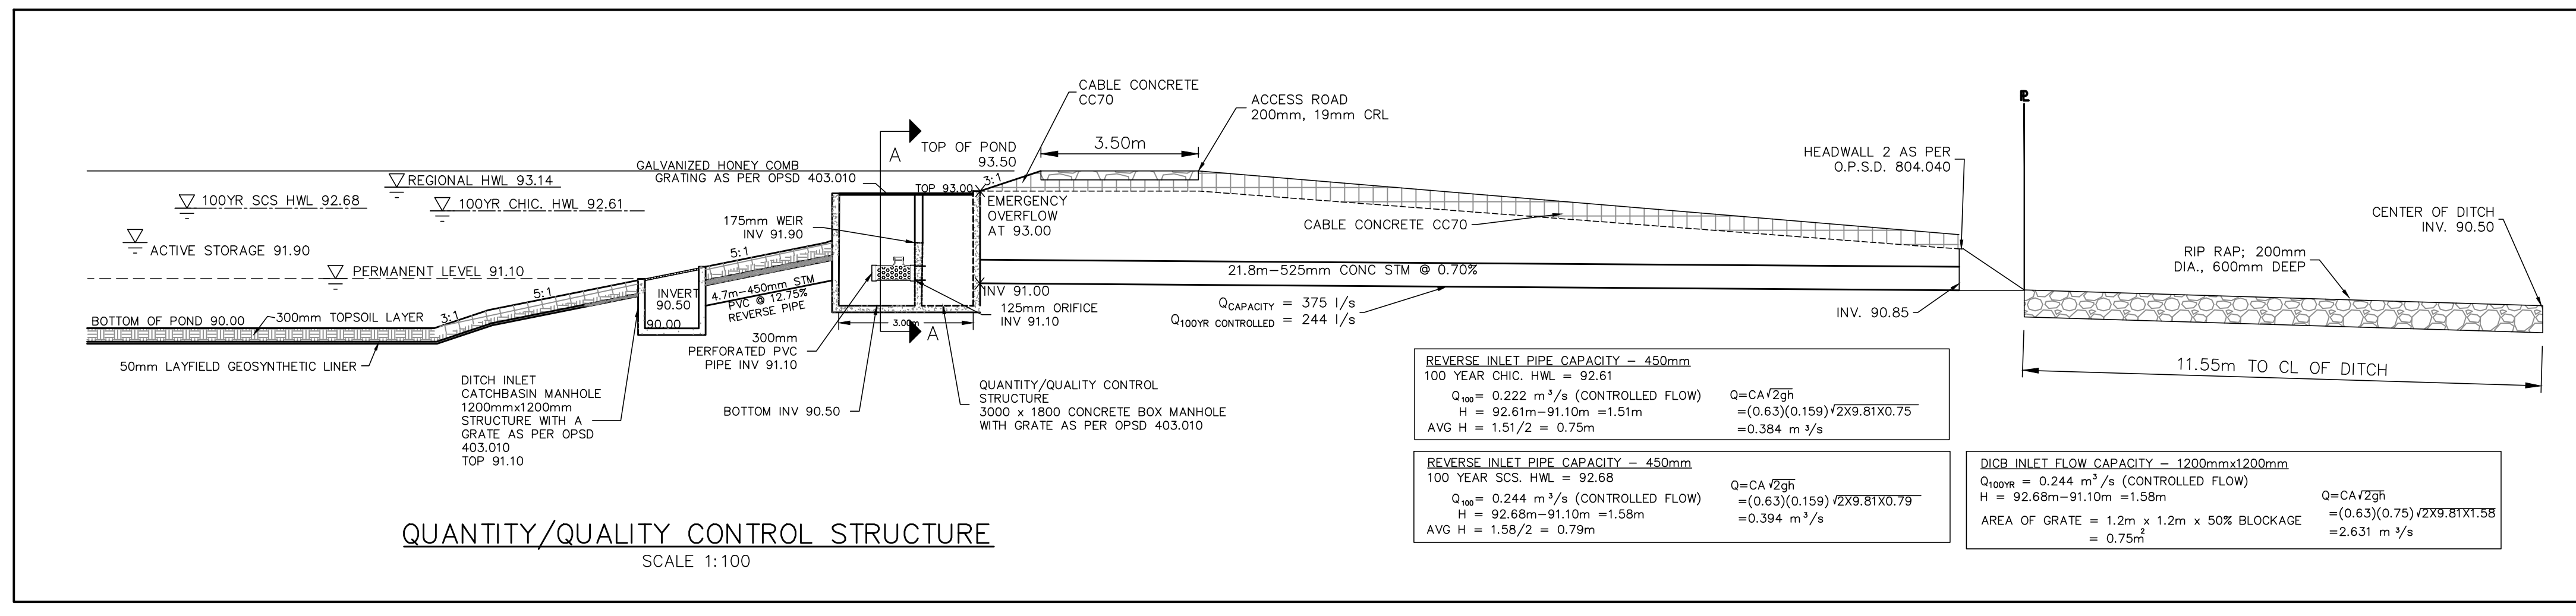 CABLE CONCRETE
CC70
ACCESS ROAD
200mm, 19mm CRL
3.50m
A
TOP OF POND
93.50
GALVANIZED HONEY COMB
GRATING AS PER OPSD 403.010
TOP 93.00
3:1
REGIONAL HWL 93.14
100YR SCS HWL 92.68
100YR CHIC. HWL 92.61
ACTIVE STORAGE 91.90
PERMANENT LEVEL 91.10
175mm WEIR
INV 91.90
EMERGENCY
OVERFLOW
AT 93.00
CABLE CONCRETE CC70
HEADWALL 2 AS PER
O.P.S.D. 804.040
PL
CENTER OF DITCH
INV. 90.50
RIP RAP; 200mm
DIA., 600mm DEEP
5:1
5:1
3:1
INVERT
90.50
90.00
4.7m-450mm STM
PVC @ 12.75%
REVERSE PIPE
21.8m-525mm CONC STM @ 0.70%
INV 91.00
125mm ORIFICE
INV 91.10
QCAPACITY = 375 l/s
Q100YR CONTROLLED = 244 l/s
INV. 90.85
BOTTOM OF POND 90.00
300mm TOPSOIL LAYER
50mm LAYFIELD GEOSYNTHETIC LINER
3.00m
A
300mm
PERFORATED PVC
PIPE INV 91.10
BOTTOM INV 90.50
DITCH INLET
CATCHBASIN MANHOLE
1200mmx1200mm
STRUCTURE WITH A
GRATE AS PER OPSD
403.010
TOP 91.10
QUANTITY/QUALITY CONTROL
STRUCTURE
3000 x 1800 CONCRETE BOX MANHOLE
WITH GRATE AS PER OPSD 403.010
11.55m TO CL OF DITCH
REVERSE INLET PIPE CAPACITY - 450mm
100 YEAR CHIC. HWL = 92.61
Q100= 0.222 m³/s (CONTROLLED FLOW)
H = 92.61m-91.10m =1.51m
AVG H = 1.51/2 = 0.75m
Q=CA√2gh
=(0.63)(0.159)√2X9.81X0.75
=0.384 m³/s
REVERSE INLET PIPE CAPACITY - 450mm
100 YEAR SCS. HWL = 92.68
Q100= 0.244 m³/s (CONTROLLED FLOW)
H = 92.68m-91.10m =1.58m
AVG H = 1.58/2 = 0.79m
Q=CA√2gh
=(0.63)(0.159)√2X9.81X0.79
=0.394 m³/s
DICB INLET FLOW CAPACITY - 1200mmx1200mm
Q100YR = 0.244 m³/s (CONTROLLED FLOW)
H = 92.68m-91.10m =1.58m
AREA OF GRATE = 1.2m x 1.2m x 50% BLOCKAGE
= 0.75m²
Q=CA√2gh
=(0.63)(0.75)√2X9.81X1.58
=2.631 m³/s
QUANTITY/QUALITY CONTROL STRUCTURE
SCALE 1:100